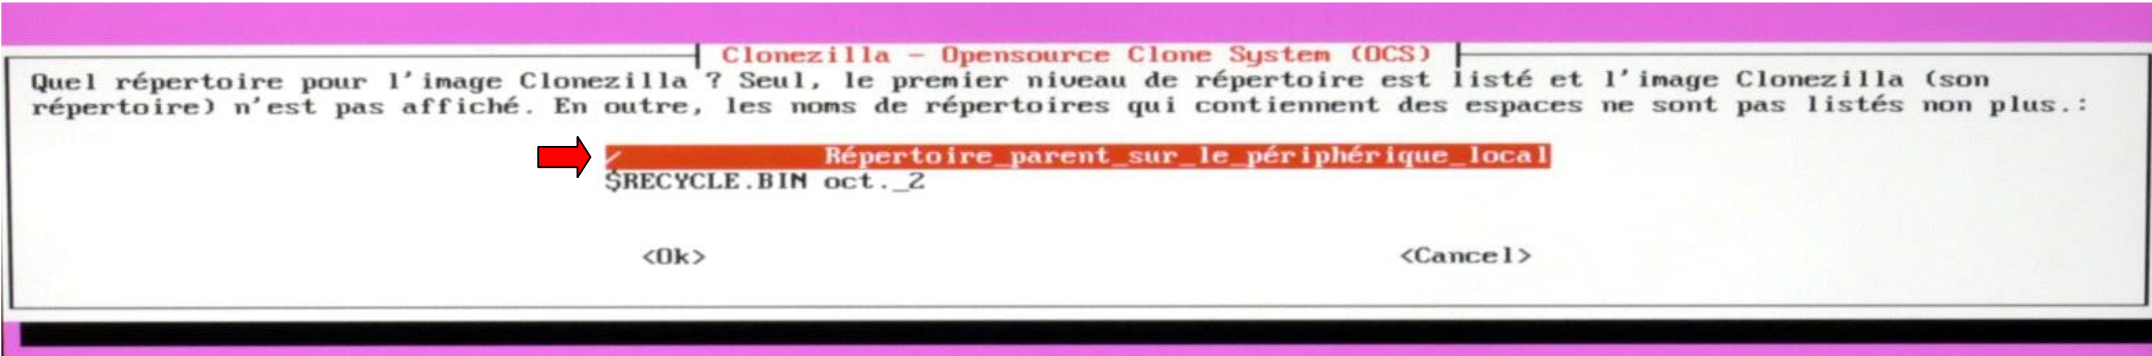 Clonezilla - Opensource Clone System (OCS)
Quel répertoire pour l'image Clonezilla ? Seul, le premier niveau de répertoire est listé et l'image Clonezilla (son
répertoire) n'est pas affiché. En outre, les noms de répertoires qui contiennent des espaces ne sont pas listés non plus.:
/ Répertoire_parent_sur_le_périphérique_local
$RECYCLE.BIN oct._2
<Ok> <Cancel>